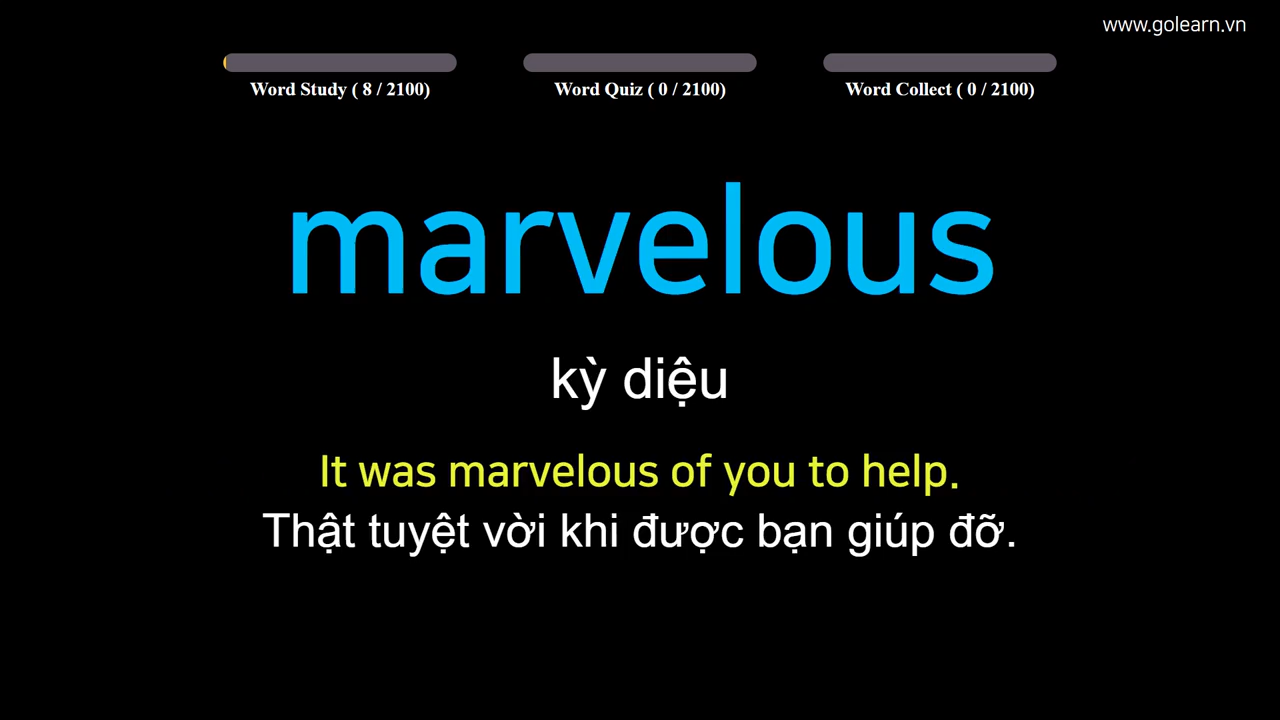 www.golearn.vn
Word Study ( 8 / 2100) Word Quiz ( 0 / 2100) Word Collect ( 0 / 2100)
marvelous
kỳ diệu
It was marvelous of you to help.
Thật tuyệt vời khi được bạn giúp đỡ.